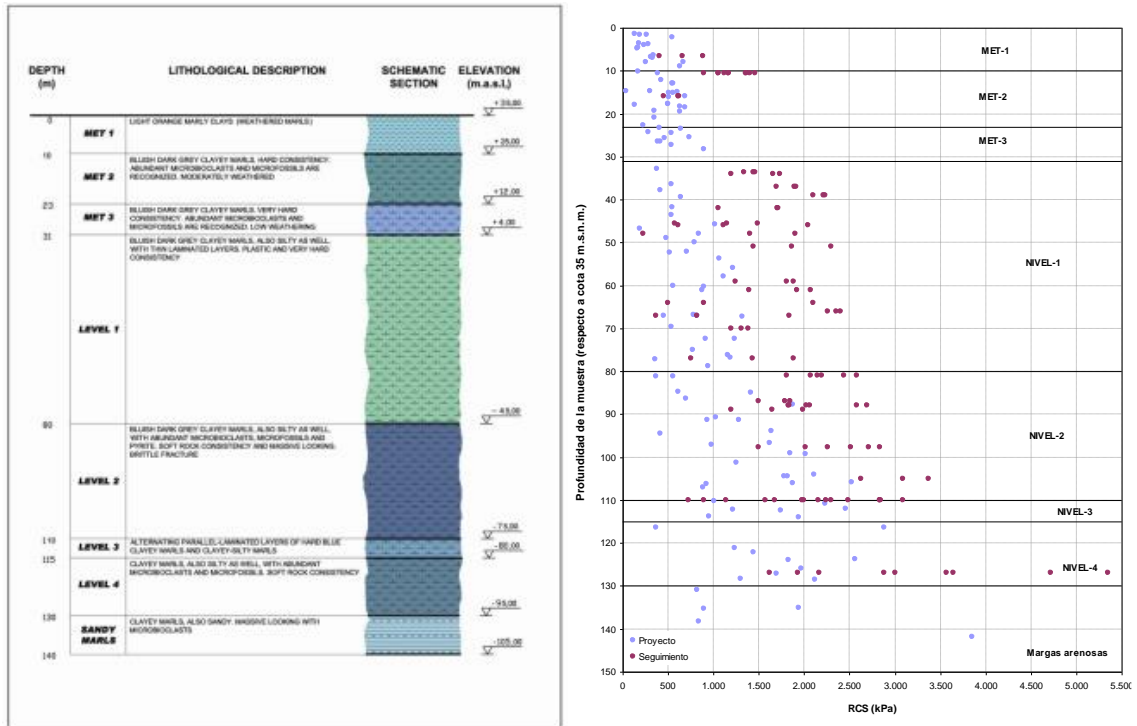 DEPTH
(m)
LITHOLOGICAL DESCRIPTION
SCHEMATIC
SECTION
ELEVATION
(m.a.s.l.)
+35,00
0
MET 1
LIGHT ORANGE MARLY CLAYS. (WEATHERED MARLS)
+25,00
10
MET 2
BLUISH DARK GREY CLAYEY MARLS, HARD CONSISTENCY.
ABUNDANT MICROBIOCLASTS AND MICROFOSSILS ARE
RECOGNIZED. MODERATELY WEATHERED
+12,00
23
MET 3
BLUISH DARK GREY CLAYEY MARLS. VERY HARD
CONSISTENCY. ABUNDANT MICROBIOCLASTS AND
MICROFOSSILS ARE RECOGNIZED. LOW WEATHERING
+4,00
31
LEVEL 1
BLUISH DARK GREY CLAYEY MARLS, ALSO SILTY AS WELL,
WITH THIN LAMINATED LAYERS. PLASTIC AND VERY HARD
CONSISTENCY
-45,00
80
LEVEL 2
BLUISH DARK GREY CLAYEY MARLS, ALSO SILTY AS WELL,
WITH ABUNDANT MICROBIOCLASTS, MICROFOSSILS AND
PYRITE. SOFT ROCK CONSISTENCY AND MASSIVE LOOKING.
BRITTLE FRACTURE
-75,00
110
LEVEL 3
ALTERNATING PARALLEL-LAMINATED LAYERS OF HARD BLUE
CLAYEY MARLS AND CLAYEY-SILTY MARLS
-80,00
115
LEVEL 4
CLAYEY MARLS, ALSO SILTY AS WELL, WITH ABUNDANT
MICROBIOCLASTS AND MICROFOSSILS. SOFT ROCK CONSISTENCY
-95,00
130
SANDY
MARLS
CLAYEY MARLS, ALSO SANDY. MASSIVE LOOKING WITH
MICROBIOCLASTS
-105,00
140
Profundidad de la muestra (respecto a cota 35 m.s.n.m.)
0
10
20
30
40
50
60
70
80
90
100
110
120
130
140
150
MET-1
MET-2
MET-3
NIVEL-1
NIVEL-2
NIVEL-3
NIVEL-4
Margas arenosas
Proyecto
Seguimiento
0
500
1.000
1.500
2.000
2.500
3.000
3.500
4.000
4.500
5.000
5.500
RCS (kPa)